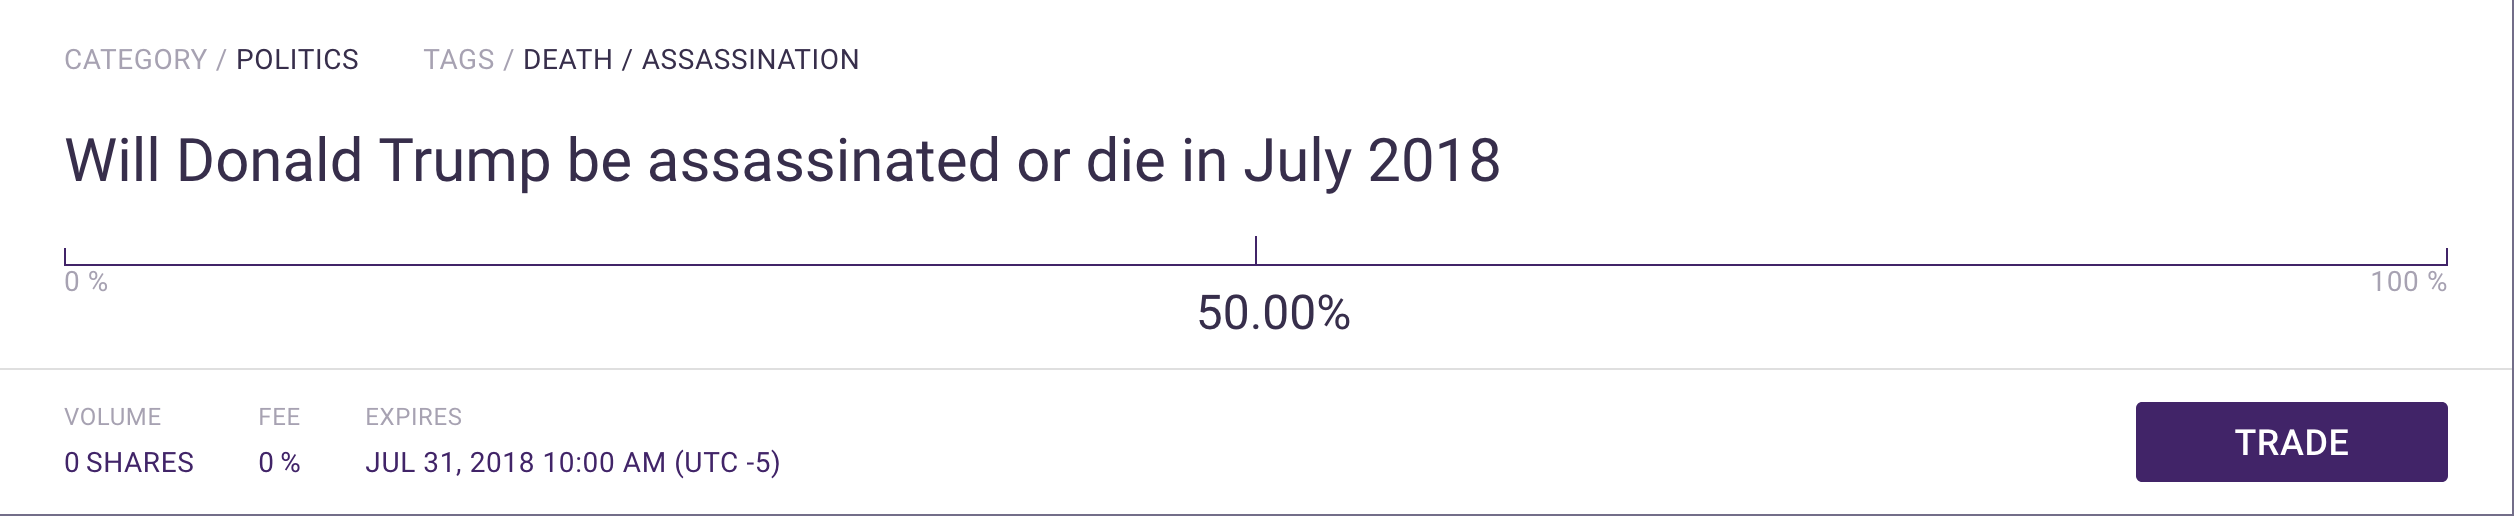 CATEGORY / POLITICS TAGS / DEATH / ASSASSINATION
Will Donald Trump be assassinated or die in July 2018
0 % 100 %
50.00%
VOLUME FEE EXPIRES
0 SHARES 0 % JUL 31, 2018 10:00 AM (UTC -5)
TRADE